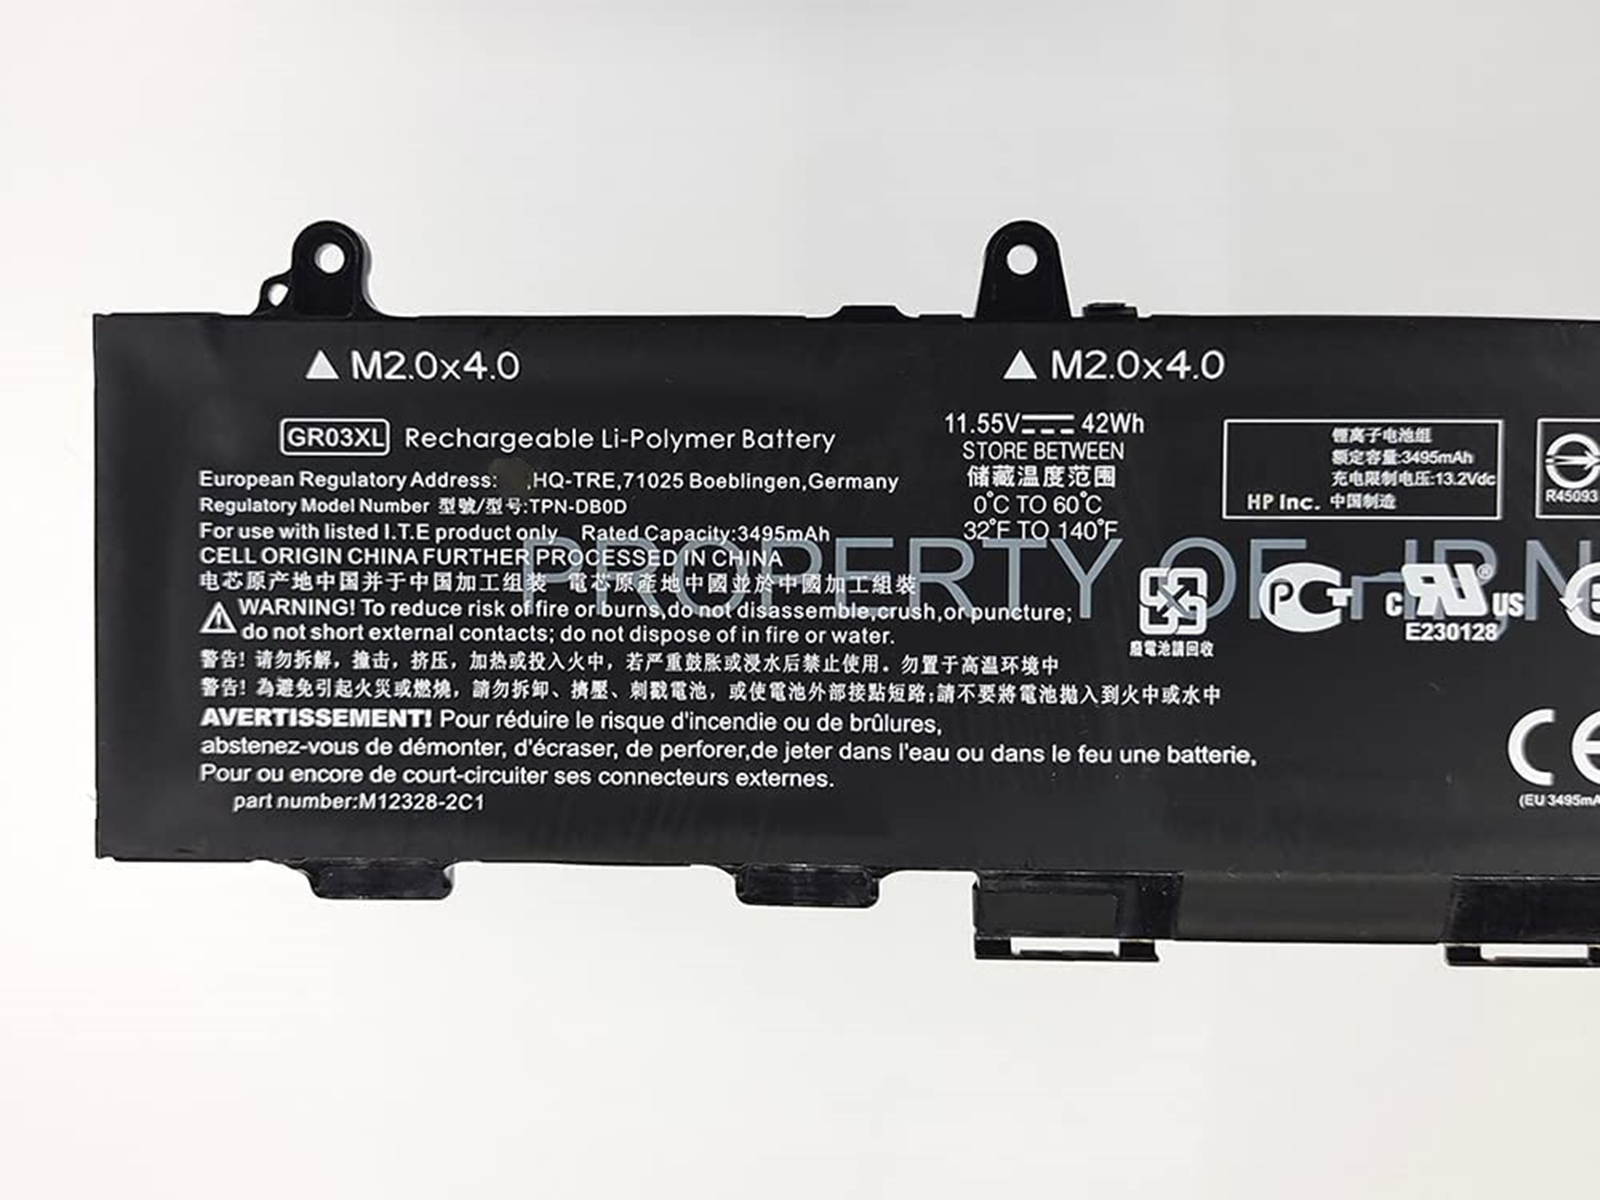 M2.0x4.0
M2.0x4.0
GR03XL Rechargeable Li-Polymer Battery
European Regulatory Address: ,HQ-TRE,71025 Boeblingen,Germany
Regulatory Model Number 型號/型号:TPN-DB0D
For use with listed I.T.E product only Rated Capacity:3495mAh
CELL ORIGIN CHINA FURTHER PROCESSED IN CHINA
电芯原产地中国并于中国加工组装 電芯原產地中國並於中國加工組裝
WARNING! To reduce risk of fire or burns,do not disassemble,crush,or puncture;
do not short external contacts; do not dispose of in fire or water.
警告! 请勿拆解，撞击，挤压，加热或投入火中，若严重鼓胀或浸水后禁止使用。勿置于高温环境中
警告! 為避免引起火災或燃燒，請勿拆卸、擠壓、刺戳電池，或使電池外部接點短路;請不要將電池拋入到火中或水中
AVERTISSEMENT! Pour réduire le risque d'incendie ou de brûlures,
abstenez-vous de démonter, d'écraser, de perforer,de jeter dans l'eau ou dans le feu une batterie,
Pour ou encore de court-circuiter ses connecteurs externes.
part number:M12328-2C1
11.55V 42Wh
STORE BETWEEN
储藏温度范围
0°C TO 60°C
32°F TO 140°F
PROPERTY OF
廢電池請回收
锂离子电池组
额定容量:3495mAh
充电限制电压:13.2Vdc
HP Inc. 中国制造
R45093
PCT
c RU® US
E230128
CE
(EU 3495mA